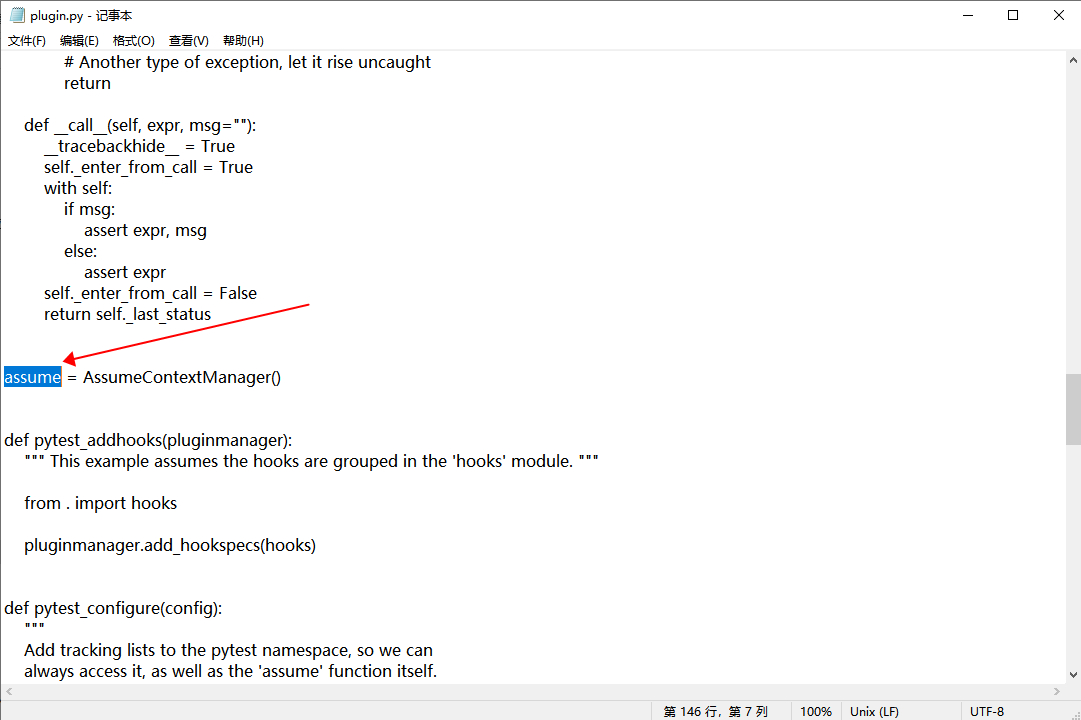 plugin.py - 记事本
文件(F) 编辑(E) 格式(O) 查看(V) 帮助(H)
# Another type of exception, let it rise uncaught
return
def __call__(self, expr, msg=""):
__tracebackhide__ = True
self._enter_from_call = True
with self:
if msg:
assert expr, msg
else:
assert expr
self._enter_from_call = False
return self._last_status
assume = AssumeContextManager()
def pytest_addhooks(pluginmanager):
""" This example assumes the hooks are grouped in the 'hooks' module. """
from . import hooks
pluginmanager.add_hookspecs(hooks)
def pytest_configure(config):
"""
Add tracking lists to the pytest namespace, so we can
always access it, as well as the 'assume' function itself.
第 146 行，第 7 列 100% Unix (LF) UTF-8